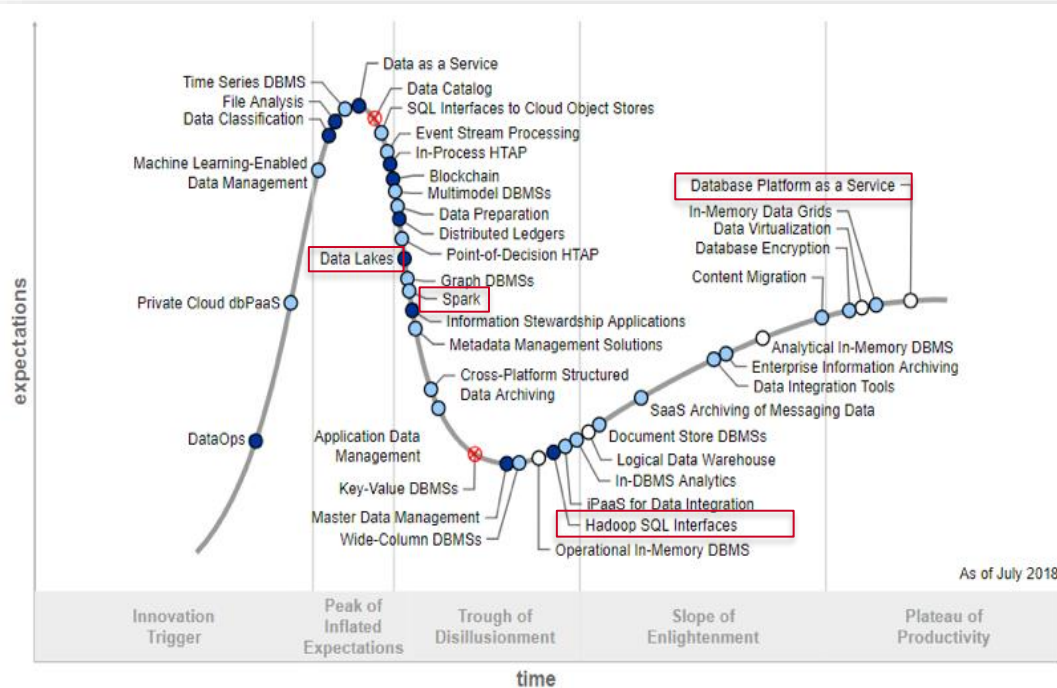 Data as a Service
Time Series DBMS
Data Catalog
File Analysis
SQL Interfaces to Cloud Object Stores
Data Classification
Event Stream Processing
In-Process HTAP
Machine Learning-Enabled
Data Management
Blockchain
Multimodel DBMSs
Data Preparation
Distributed Ledgers
Point-of-Decision HTAP
Data Lakes
Graph DBMSs
Spark
Private Cloud dbPaaS
Information Stewardship Applications
Metadata Management Solutions
Cross-Platform Structured
Data Archiving
DataOps
Application Data
Management
Key-Value DBMSs
Master Data Management
Wide-Column DBMSs
Database Platform as a Service
In-Memory Data Grids
Data Virtualization
Database Encryption
Content Migration
Analytical In-Memory DBMS
Enterprise Information Archiving
Data Integration Tools
SaaS Archiving of Messaging Data
Document Store DBMSs
Logical Data Warehouse
In-DBMS Analytics
iPaaS for Data Integration
Hadoop SQL Interfaces
Operational In-Memory DBMS
As of July 2018
expectations
Innovation
Trigger
Peak of
Inflated
Expectations
Trough of
Disillusionment
Slope of
Enlightenment
Plateau of
Productivity
time